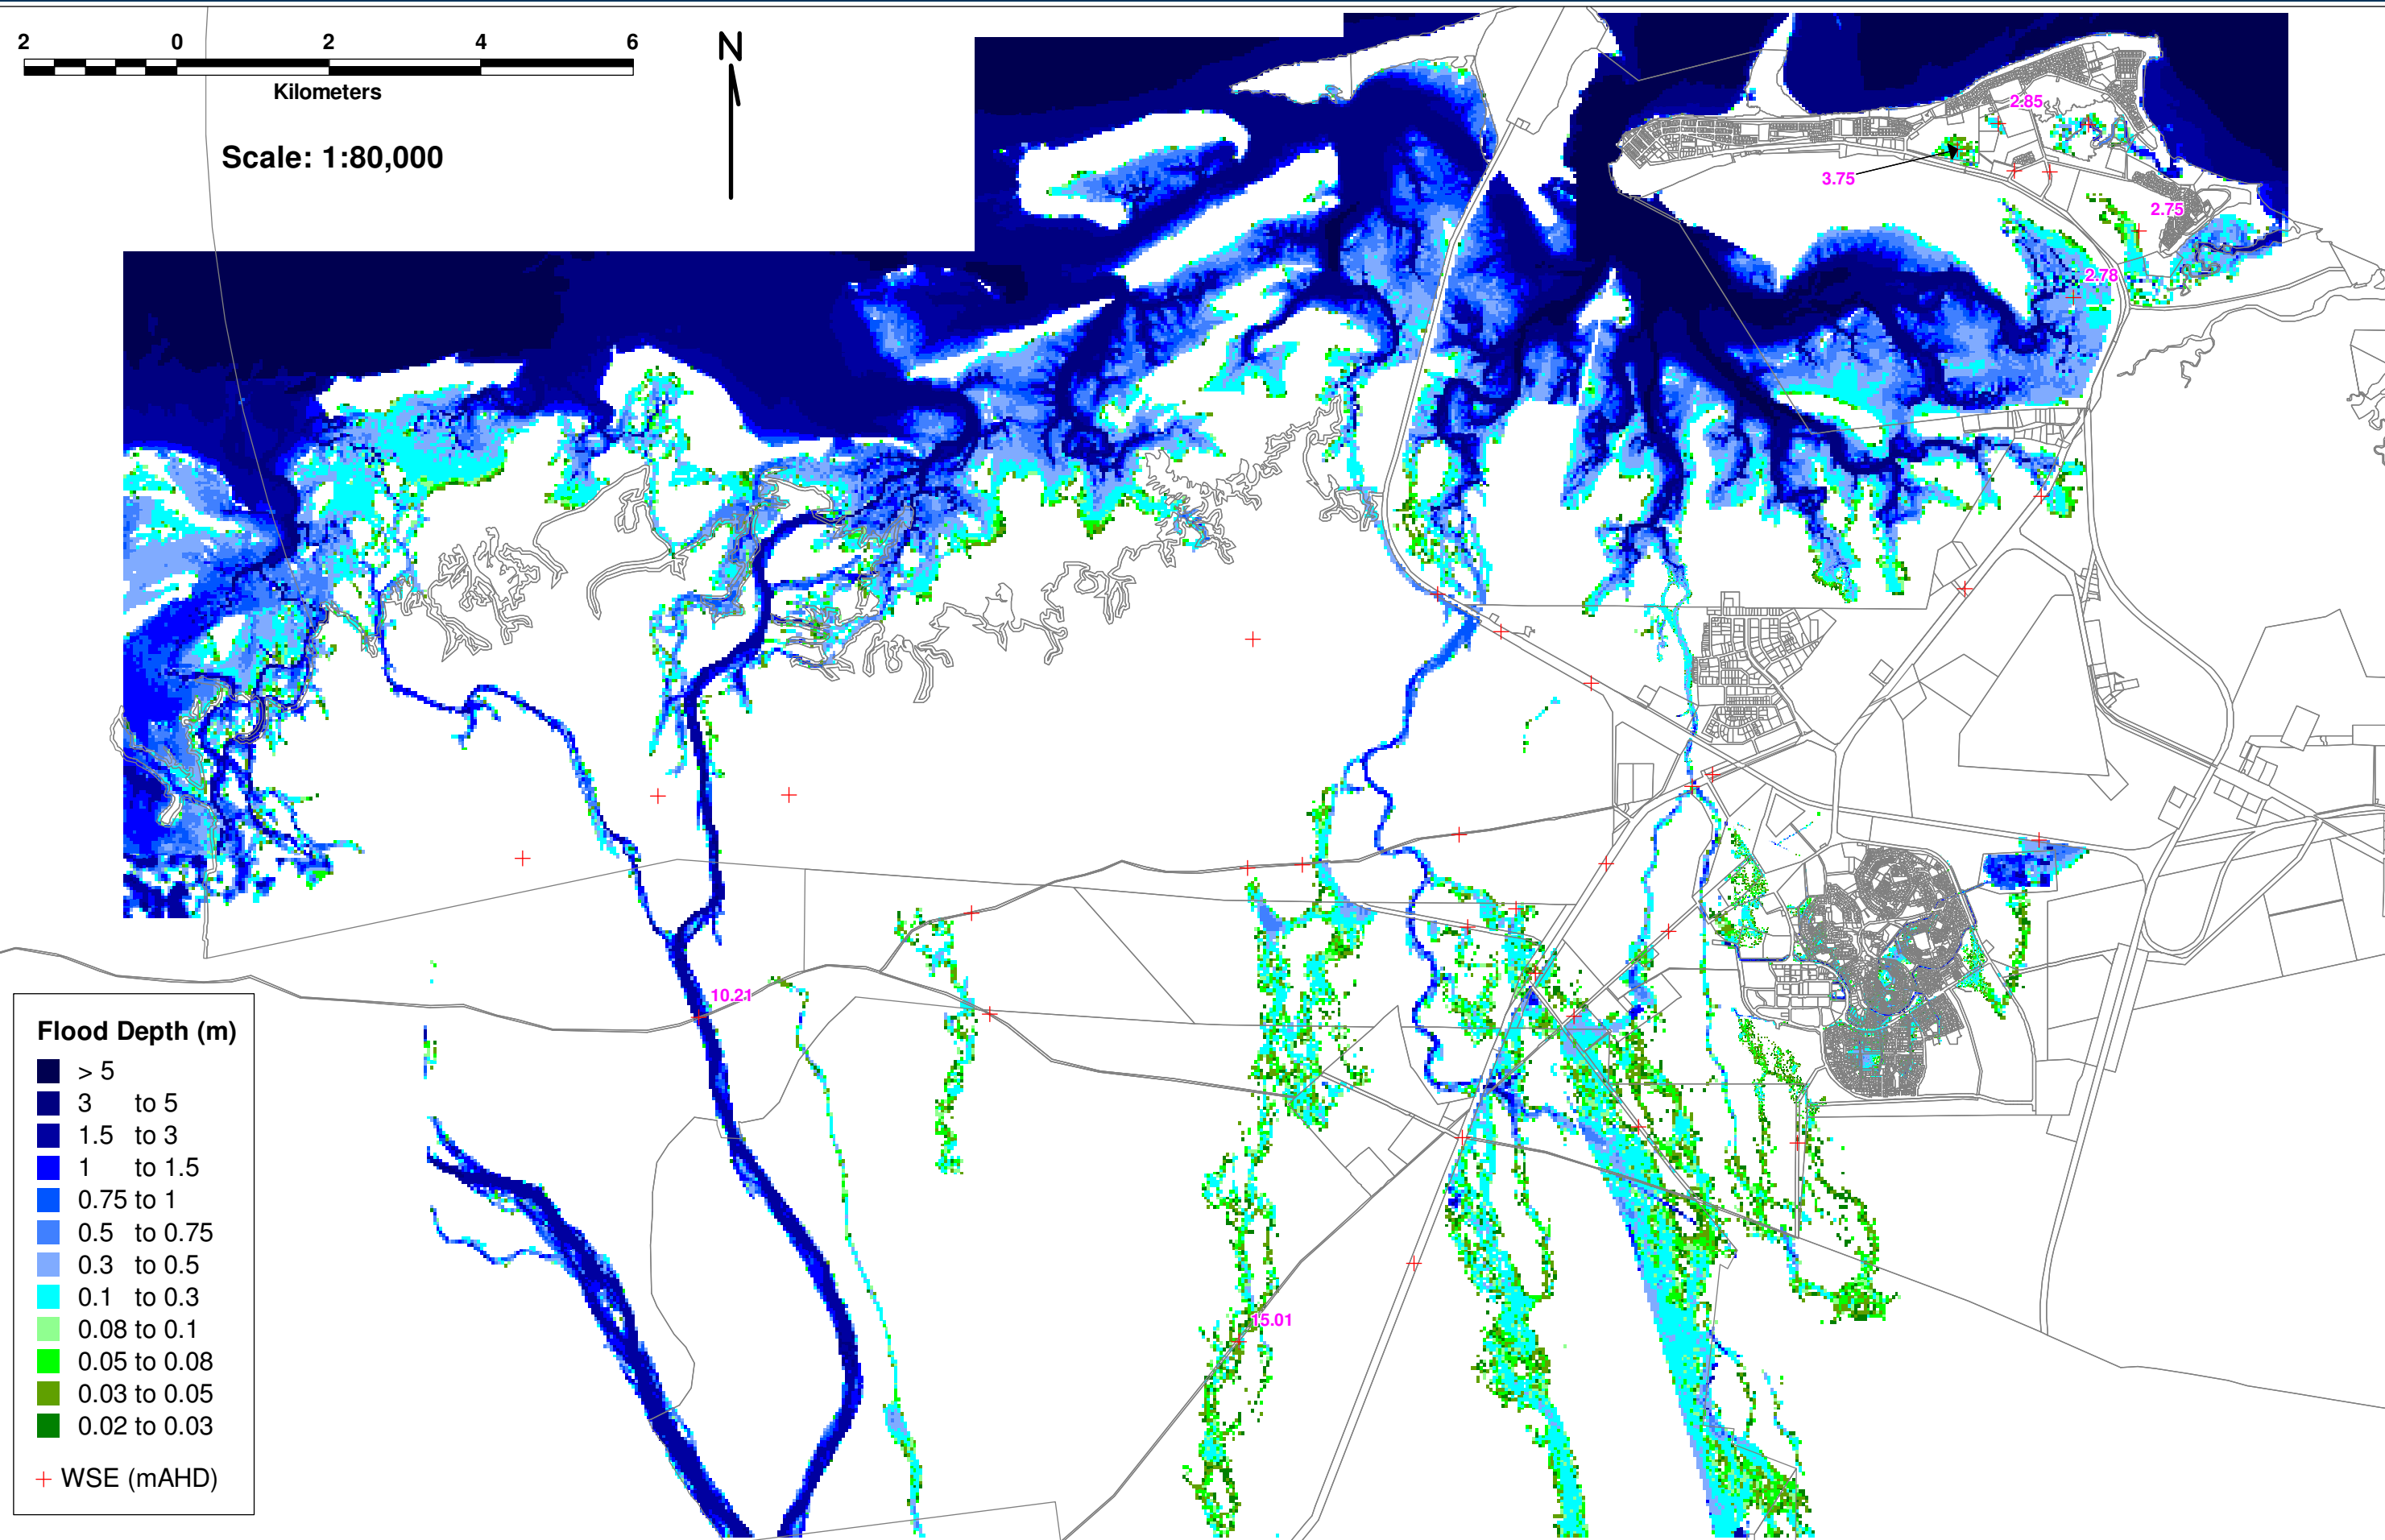 2 0 2 4 6
Kilometers
Scale: 1:80,000
N
2.85
3.75
2.75
2.78
10.21
15.01
Flood Depth (m)
> 5
3 to 5
1.5 to 3
1 to 1.5
0.75 to 1
0.5 to 0.75
0.3 to 0.5
0.1 to 0.3
0.08 to 0.1
0.05 to 0.08
0.03 to 0.05
0.02 to 0.03
+ WSE (mAHD)